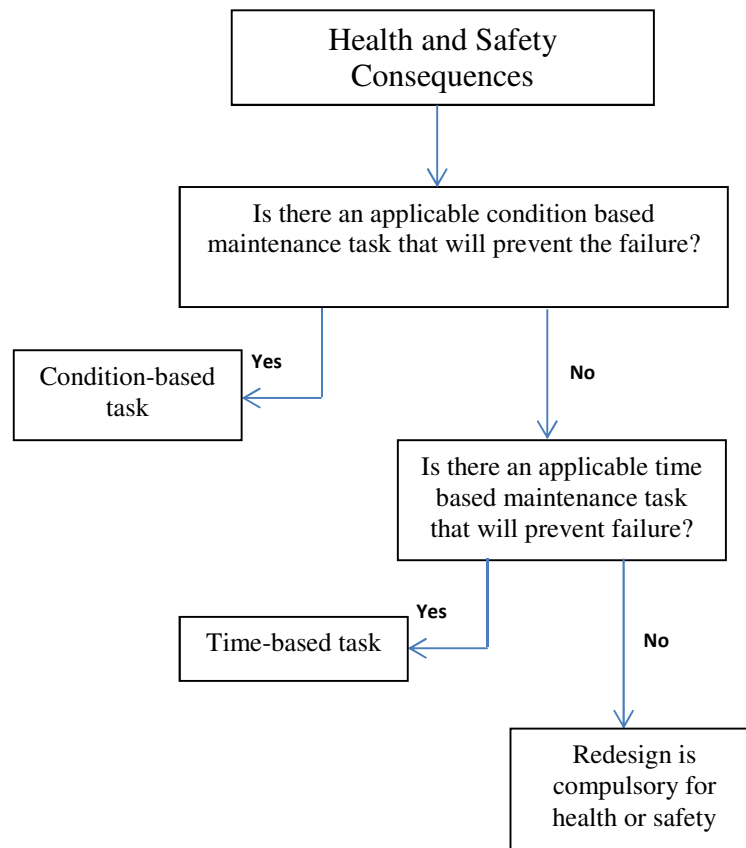 Health and Safety
Consequences
Is there an applicable condition based
maintenance task that will prevent the failure?
Yes
Condition-based
task
No
Is there an applicable time
based maintenance task
that will prevent failure?
Yes
Time-based task
No
Redesign is
compulsory for
health or safety